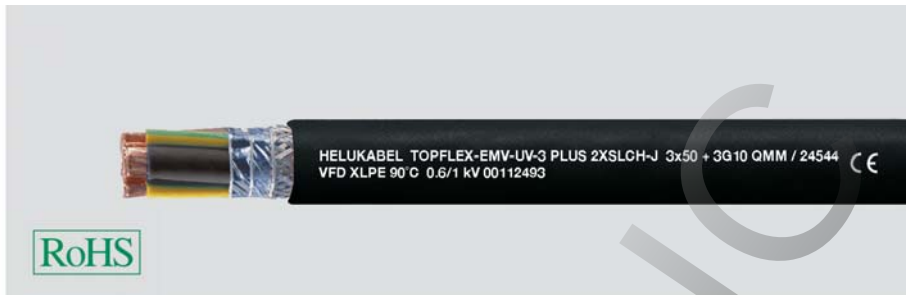 HELUKABEL TOPFLEX-EMV-UV-3 PLUS 2XSLCH-J 3x50 + 3G10 QMM / 24544 CE
VFD XLPE 90°C 0.6/1 kV 00112493
RoHS